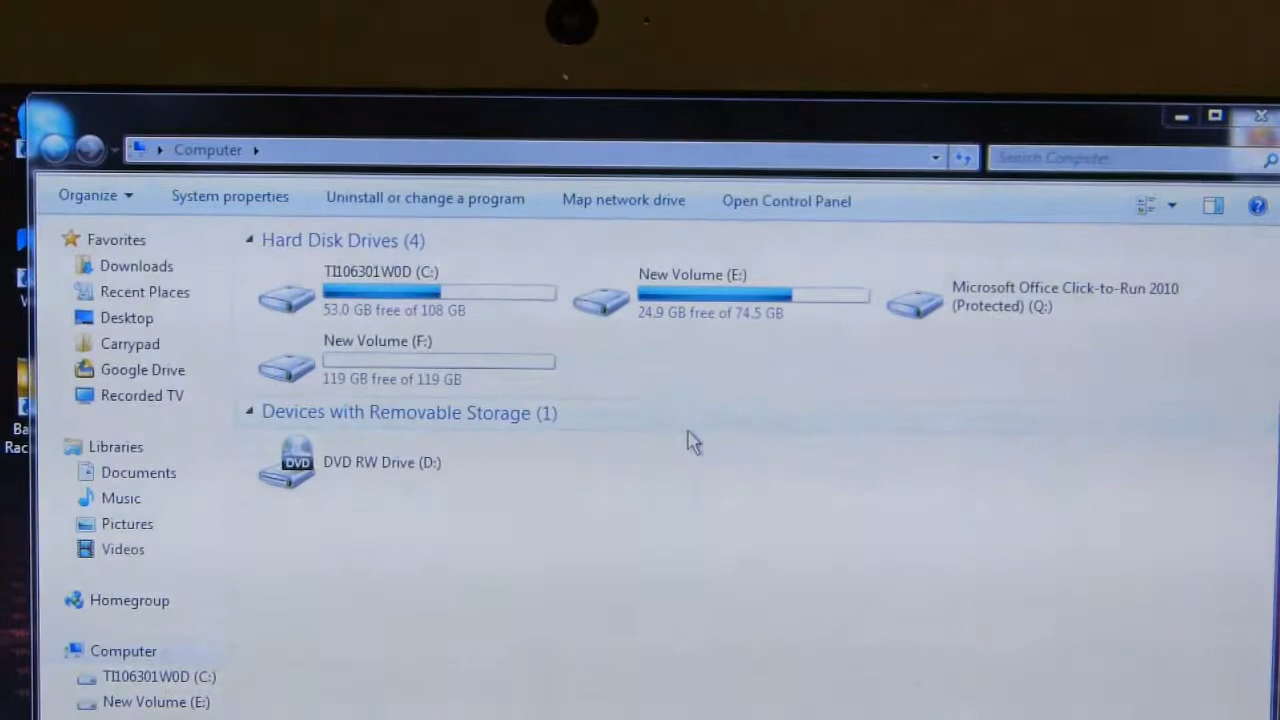 Computer
Search Computer
Organize
System properties
Uninstall or change a program
Map network drive
Open Control Panel
Favorites
Downloads
Recent Places
Desktop
Carrypad
Google Drive
Recorded TV
Libraries
Documents
Music
Pictures
Videos
Homegroup
Computer
TI106301W0D (C:)
New Volume (E:)
Hard Disk Drives (4)
TI106301W0D (C:)
53.0 GB free of 108 GB
New Volume (E:)
24.9 GB free of 74.5 GB
Microsoft Office Click-to-Run 2010
(Protected) (Q:)
New Volume (F:)
119 GB free of 119 GB
Devices with Removable Storage (1)
DVD
DVD RW Drive (D:)